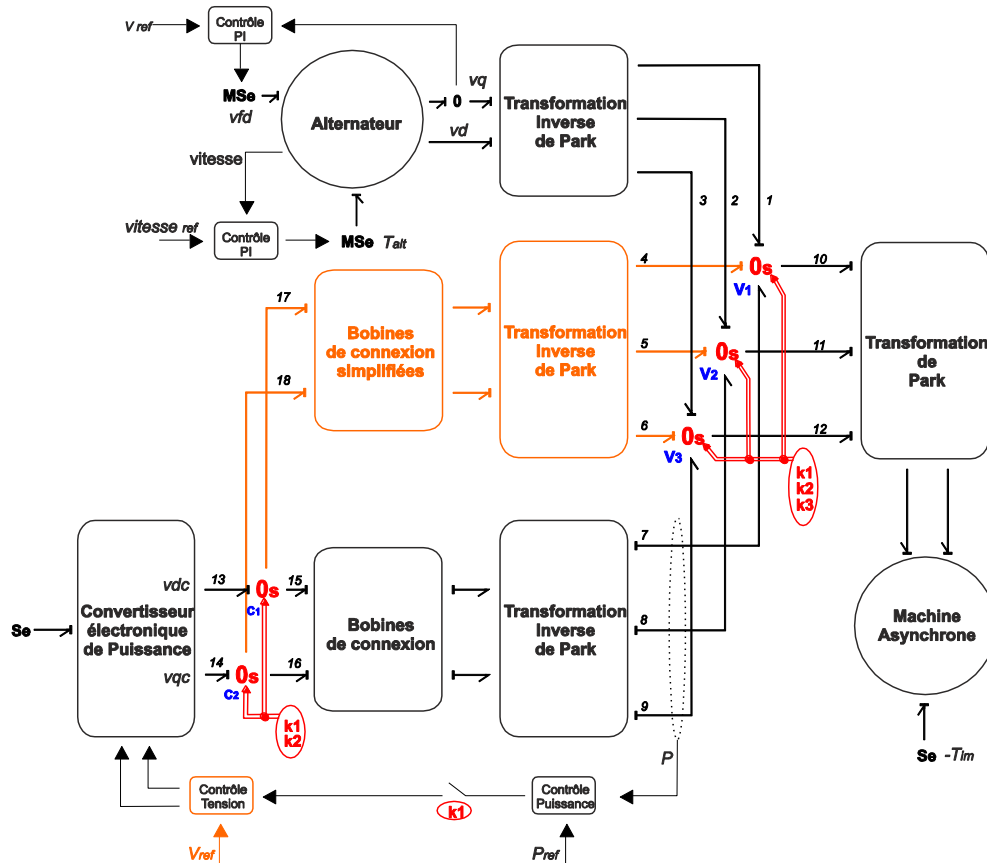 V ref
Contrôle
PI
MSe
vfd
Alternateur
0
vq
vd
Transformation
Inverse
de Park
vitesse
vitesse ref
Contrôle
PI
MSe
Talt
3
2
1
17
18
Bobines
de connexion
simplifiées
Transformation
Inverse
de Park
4
5
6
0s
V1
0s
V2
0s
V3
10
11
12
Transformation
de
Park
k1
k2
k3
Se
Convertisseur
électronique
de Puissance
vdc
vqc
13
14
0s
C1
0s
C2
15
16
k1
k2
Bobines
de connexion
Transformation
Inverse
de Park
7
8
9
P
Machine
Asynchrone
Se
-Tlm
Contrôle
Tension
Vref
k1
Contrôle
Puissance
Pref